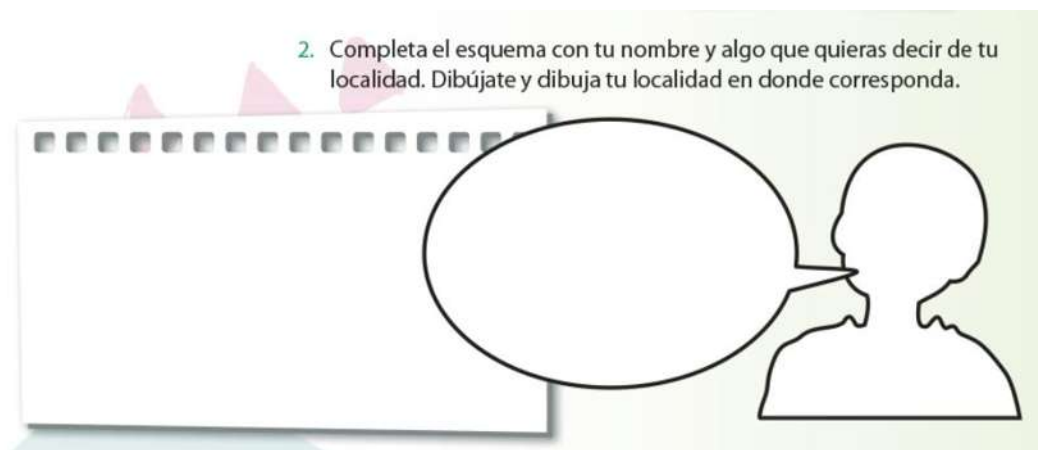 2. Completa el esquema con tu nombre y algo que quieras decir de tu
localidad. Dibújate y dibuja tu localidad en donde corresponda.